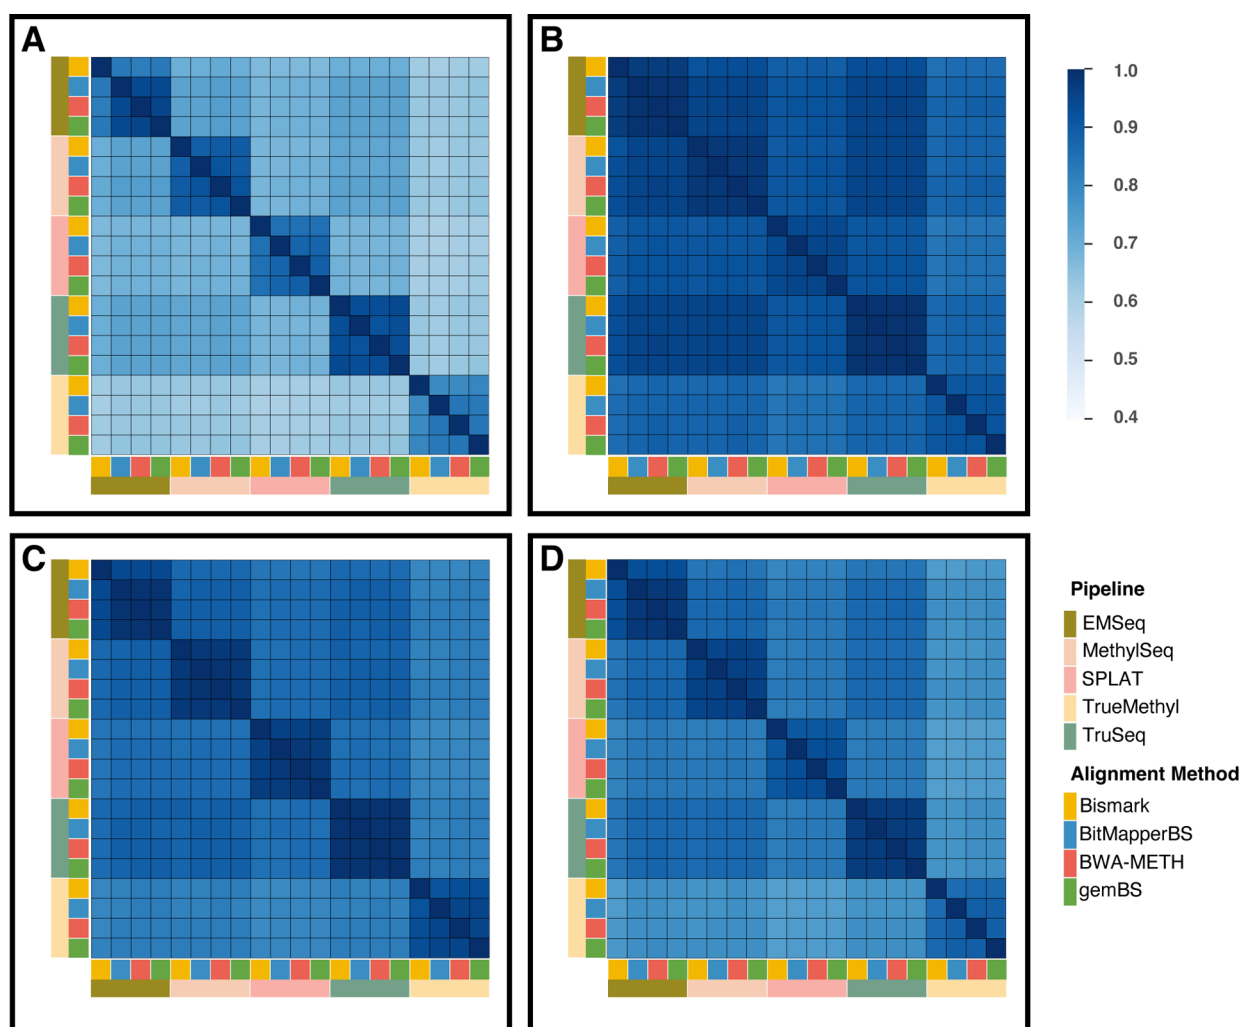 A
B
1.0
0.9
0.8
0.7
0.6
0.5
0.4
C
D
Pipeline
EMSeq
MethylSeq
SPLAT
TrueMethyl
TruSeq
Alignment Method
Bismark
BitMapperBS
BWA-METH
gemBS